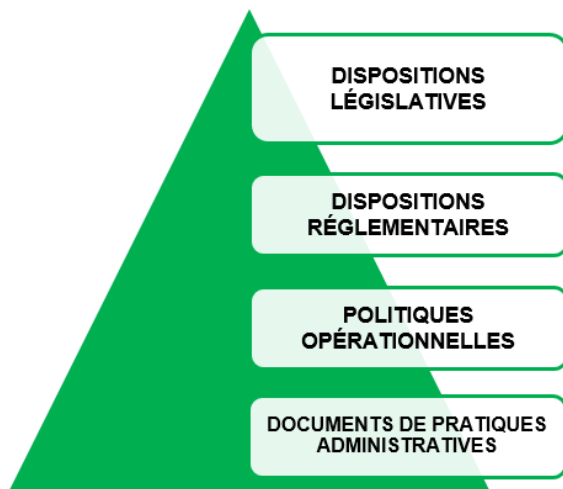 DISPOSITIONS
LÉGISLATIVES
DISPOSITIONS
RÉGLEMENTAIRES
POLITIQUES
OPÉRATIONNELLES
DOCUMENTS DE PRATIQUES
ADMINISTRATIVES